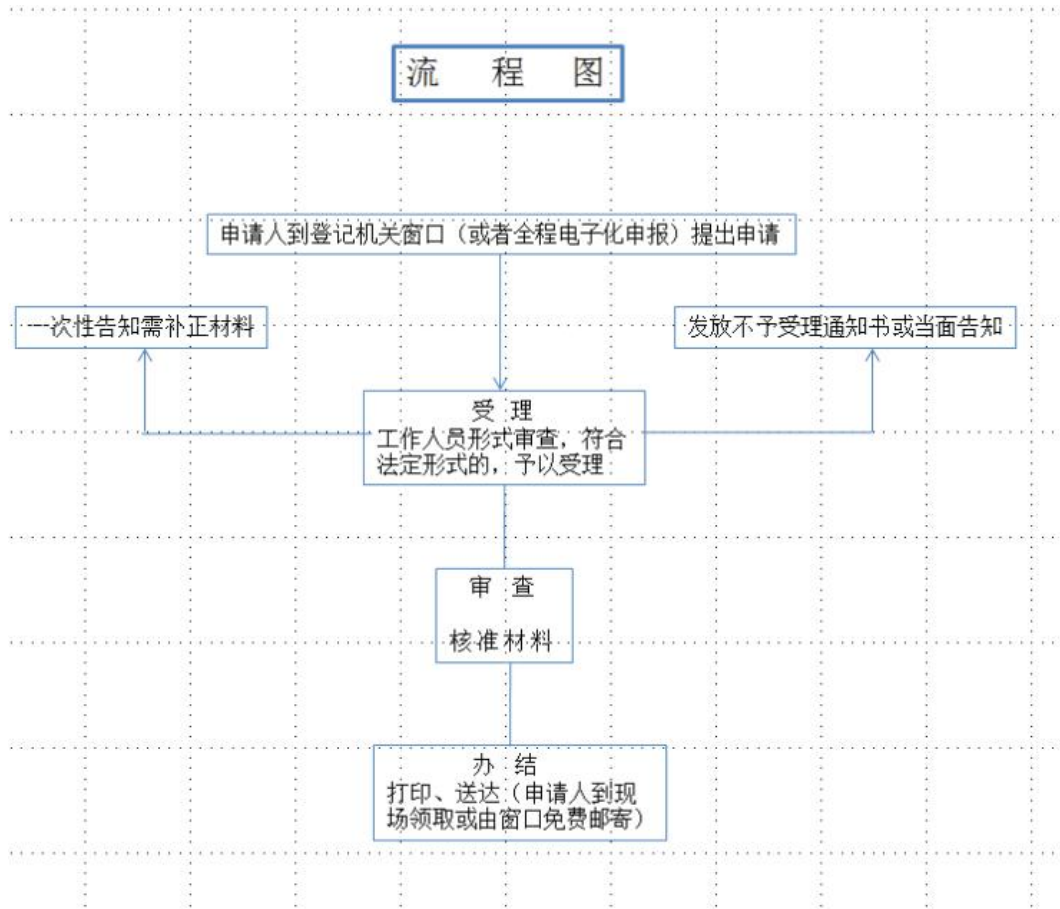 流 程 图
申请人到登记机关窗口（或者全程电子化申报）提出申请
一次性告知需补正材料
发放不予受理通知书或当面告知
受 理
工作人员形式审查，符合
法定形式的，予以受理
审 查
核准材料
办 结
打印、送达（申请人到现
场领取或由窗口免费邮寄）